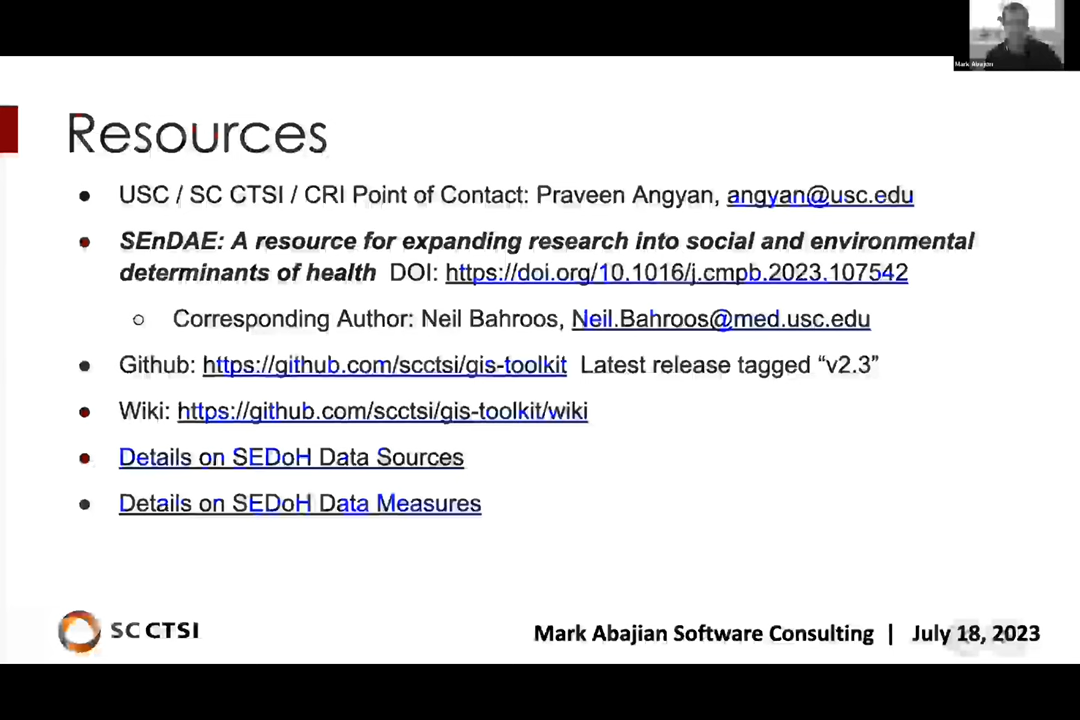 Mark Abajian
Resources
USC / SC CTSI / CRI Point of Contact: Praveen Angyan, angyan@usc.edu
SEnDAE: A resource for expanding research into social and environmental
determinants of health DOI: https://doi.org/10.1016/j.cmpb.2023.107542
Corresponding Author: Neil Bahroos, Neil.Bahroos@med.usc.edu
Github: https://github.com/scctsi/gis-toolkit Latest release tagged “v2.3”
Wiki: https://github.com/scctsi/gis-toolkit/wiki
Details on SEDoH Data Sources
Details on SEDoH Data Measures
SC CTSI
Mark Abajian Software Consulting | July 18, 2023